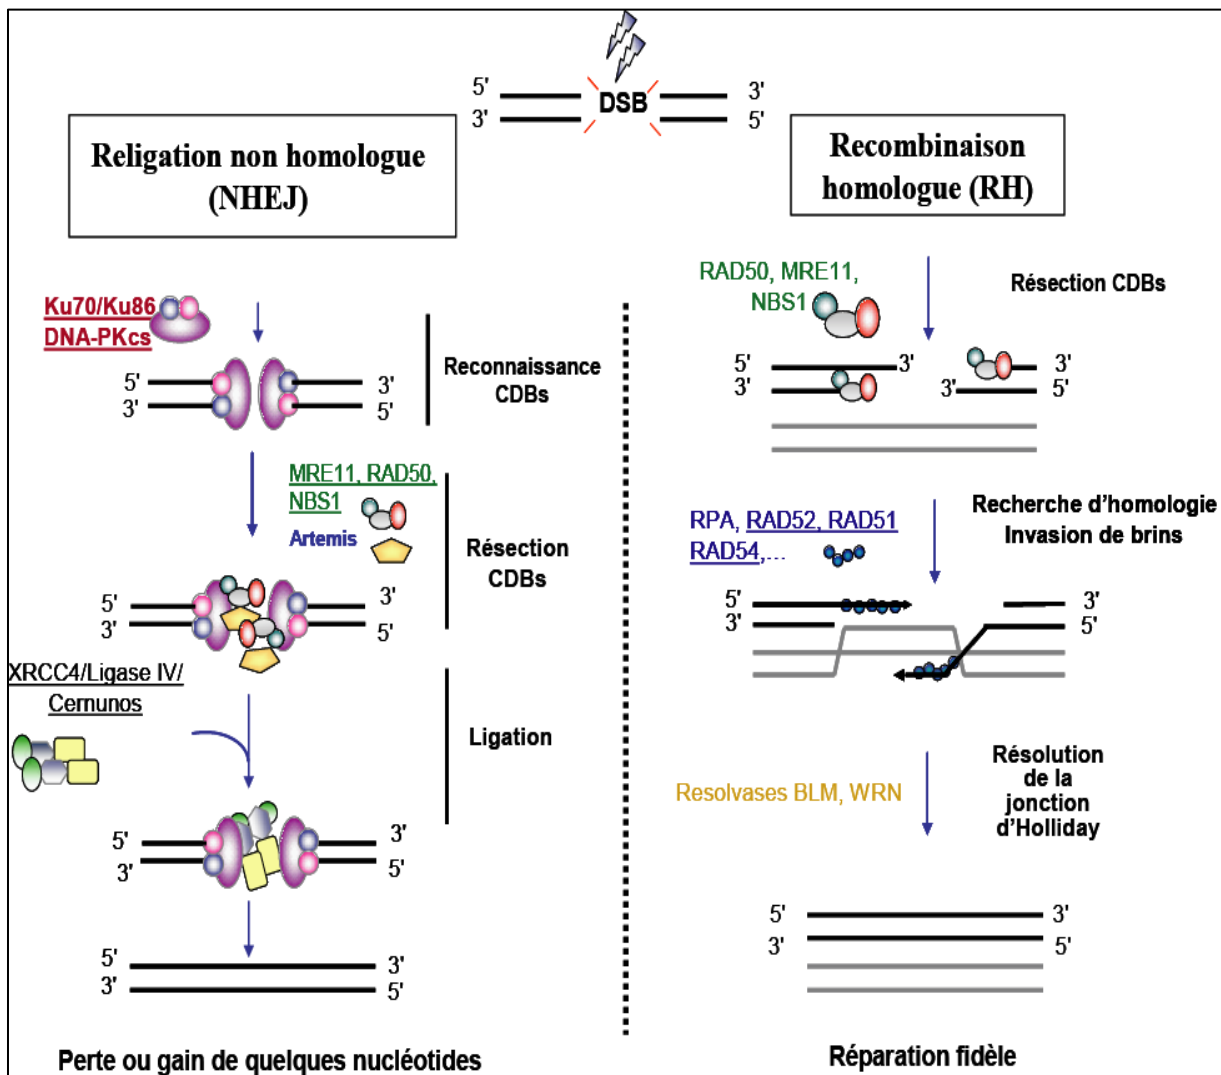 5'
3'
DSB
3'
5'
Religation non homologue
(NHEJ)
Recombinaison
homologue (RH)
Ku70/Ku86
DNA-PKcs
Reconnaissance
CDBs
5'
3'
3'
5'
MRE11, RAD50,
NBS1
Artemis
Résection
CDBs
5'
3'
3'
5'
XRCC4/Ligase IV/
Cernunos
Ligation
5'
3'
3'
5'
5'
3'
3'
5'
Perte ou gain de quelques nucléotides
RAD50, MRE11,
NBS1
Résection CDBs
5'
3'
3'
3'
3'
5'
RPA, RAD52, RAD51
RAD54,...
Recherche d'homologie
Invasion de brins
5'
3'
3'
5'
Resolvases BLM, WRN
Résolution
de la
jonction
d'Holliday
5'
3'
3'
5'
Réparation fidèle